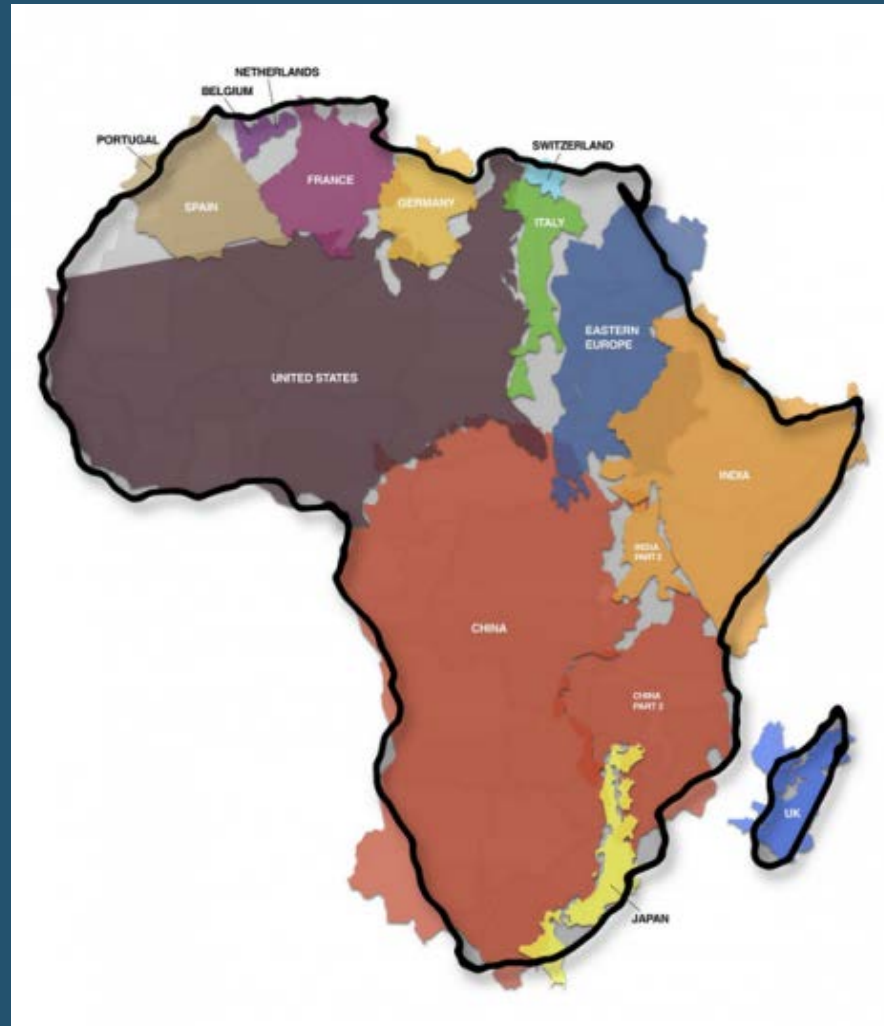 NETHERLANDS
BELGIUM
PORTUGAL
SWITZERLAND
FRANCE
SPAIN
GERMANY
ITALY
EASTERN
EUROPE
UNITED STATES
INDIA
INDIA
PART 2
CHINA
CHINA
PART 2
UK
JAPAN